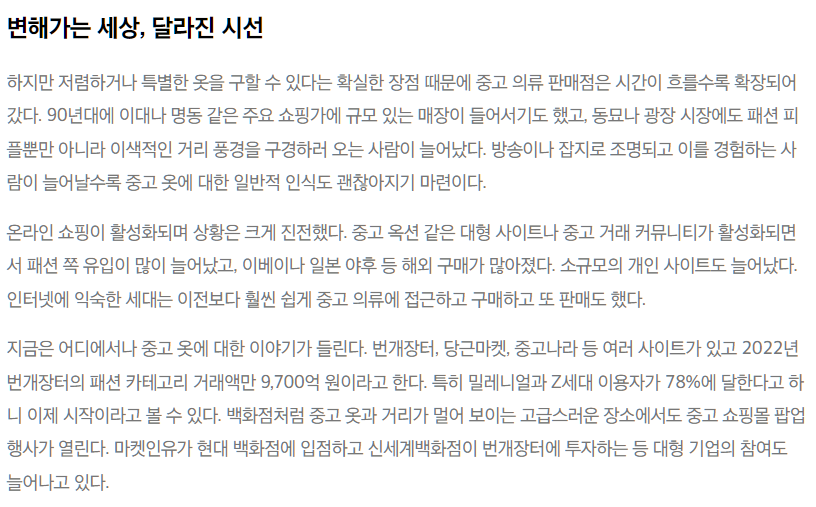 변해가는 세상, 달라진 시선
하지만 저렴하거나 특별한 옷을 구할 수 있다는 확실한 장점 때문에 중고 의류 판매점은 시간이 흐를수록 확장되어
갔다. 90년대에 이대나 명동 같은 주요 쇼핑가에 규모 있는 매장이 들어서기도 했고, 동묘나 광장 시장에도 패션 피
플뿐만 아니라 이색적인 거리 풍경을 구경하러 오는 사람이 늘어났다. 방송이나 잡지로 조명되고 이를 경험하는 사
람이 늘어날수록 중고 옷에 대한 일반적 인식도 괜찮아지기 마련이다.
온라인 쇼핑이 활성화되며 상황은 크게 진전했다. 중고 옥션 같은 대형 사이트나 중고 거래 커뮤니티가 활성화되면
서 패션 쪽 유입이 많이 늘어났고, 이베이나 일본 야후 등 해외 구매가 많아졌다. 소규모의 개인 사이트도 늘어났다.
인터넷에 익숙한 세대는 이전보다 훨씬 쉽게 중고 의류에 접근하고 구매하고 또 판매도 했다.
지금은 어디에서나 중고 옷에 대한 이야기가 들린다. 번개장터, 당근마켓, 중고나라 등 여러 사이트가 있고 2022년
번개장터의 패션 카테고리 거래액만 9,700억 원이라고 한다. 특히 밀레니얼과 Z세대 이용자가 78%에 달한다고 하
니 이제 시작이라고 볼 수 있다. 백화점처럼 중고 옷과 거리가 멀어 보이는 고급스러운 장소에서도 중고 쇼핑몰 팝업
행사가 열린다. 마켓인유가 현대 백화점에 입점하고 신세계백화점이 번개장터에 투자하는 등 대형 기업의 참여도
늘어나고 있다.